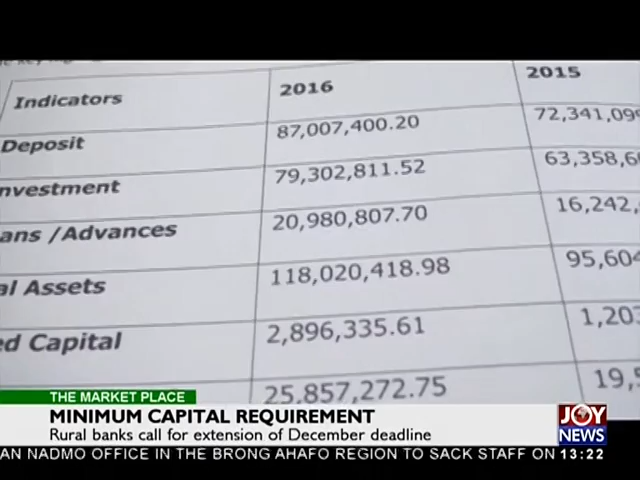 Indicators 2016 2015
Deposit 87,007,400.20 72,341,09
nvestment 79,302,811.52 63,358,6
ans /Advances 20,980,807.70 16,242,
al Assets 118,020,418.98 95,604
ed Capital 2,896,335.61 1,203
25,857,272.75 19,5
THE MARKET PLACE
MINIMUM CAPITAL REQUIREMENT
Rural banks call for extension of December deadline
JOY
NEWS
AN NADMO OFFICE IN THE BRONG AHAFO REGION TO SACK STAFF ON 13:22